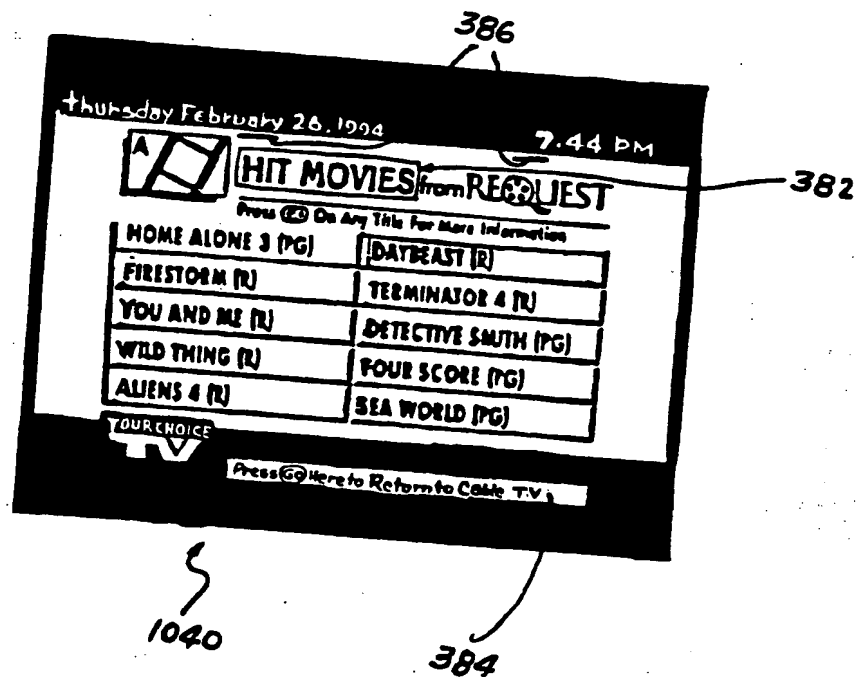 386
Thursday February 28, 1994 7:44 PM
A
HIT MOVIES from REQUEST
382
Press GO On Any Title For More Information
HOME ALONE 3 (PG) DAYBEAST (R)
FIRESTORM (R) TERMINATOR 4 (R)
YOU AND ME (R) DETECTIVE SMITH (PG)
WILD THING (R) FOUR SCORE (PG)
ALIENS 4 (R) SEA WORLD (PG)
YOUR CHOICE
TV
Press GO Here to Return to Cable T.V.
1040
384